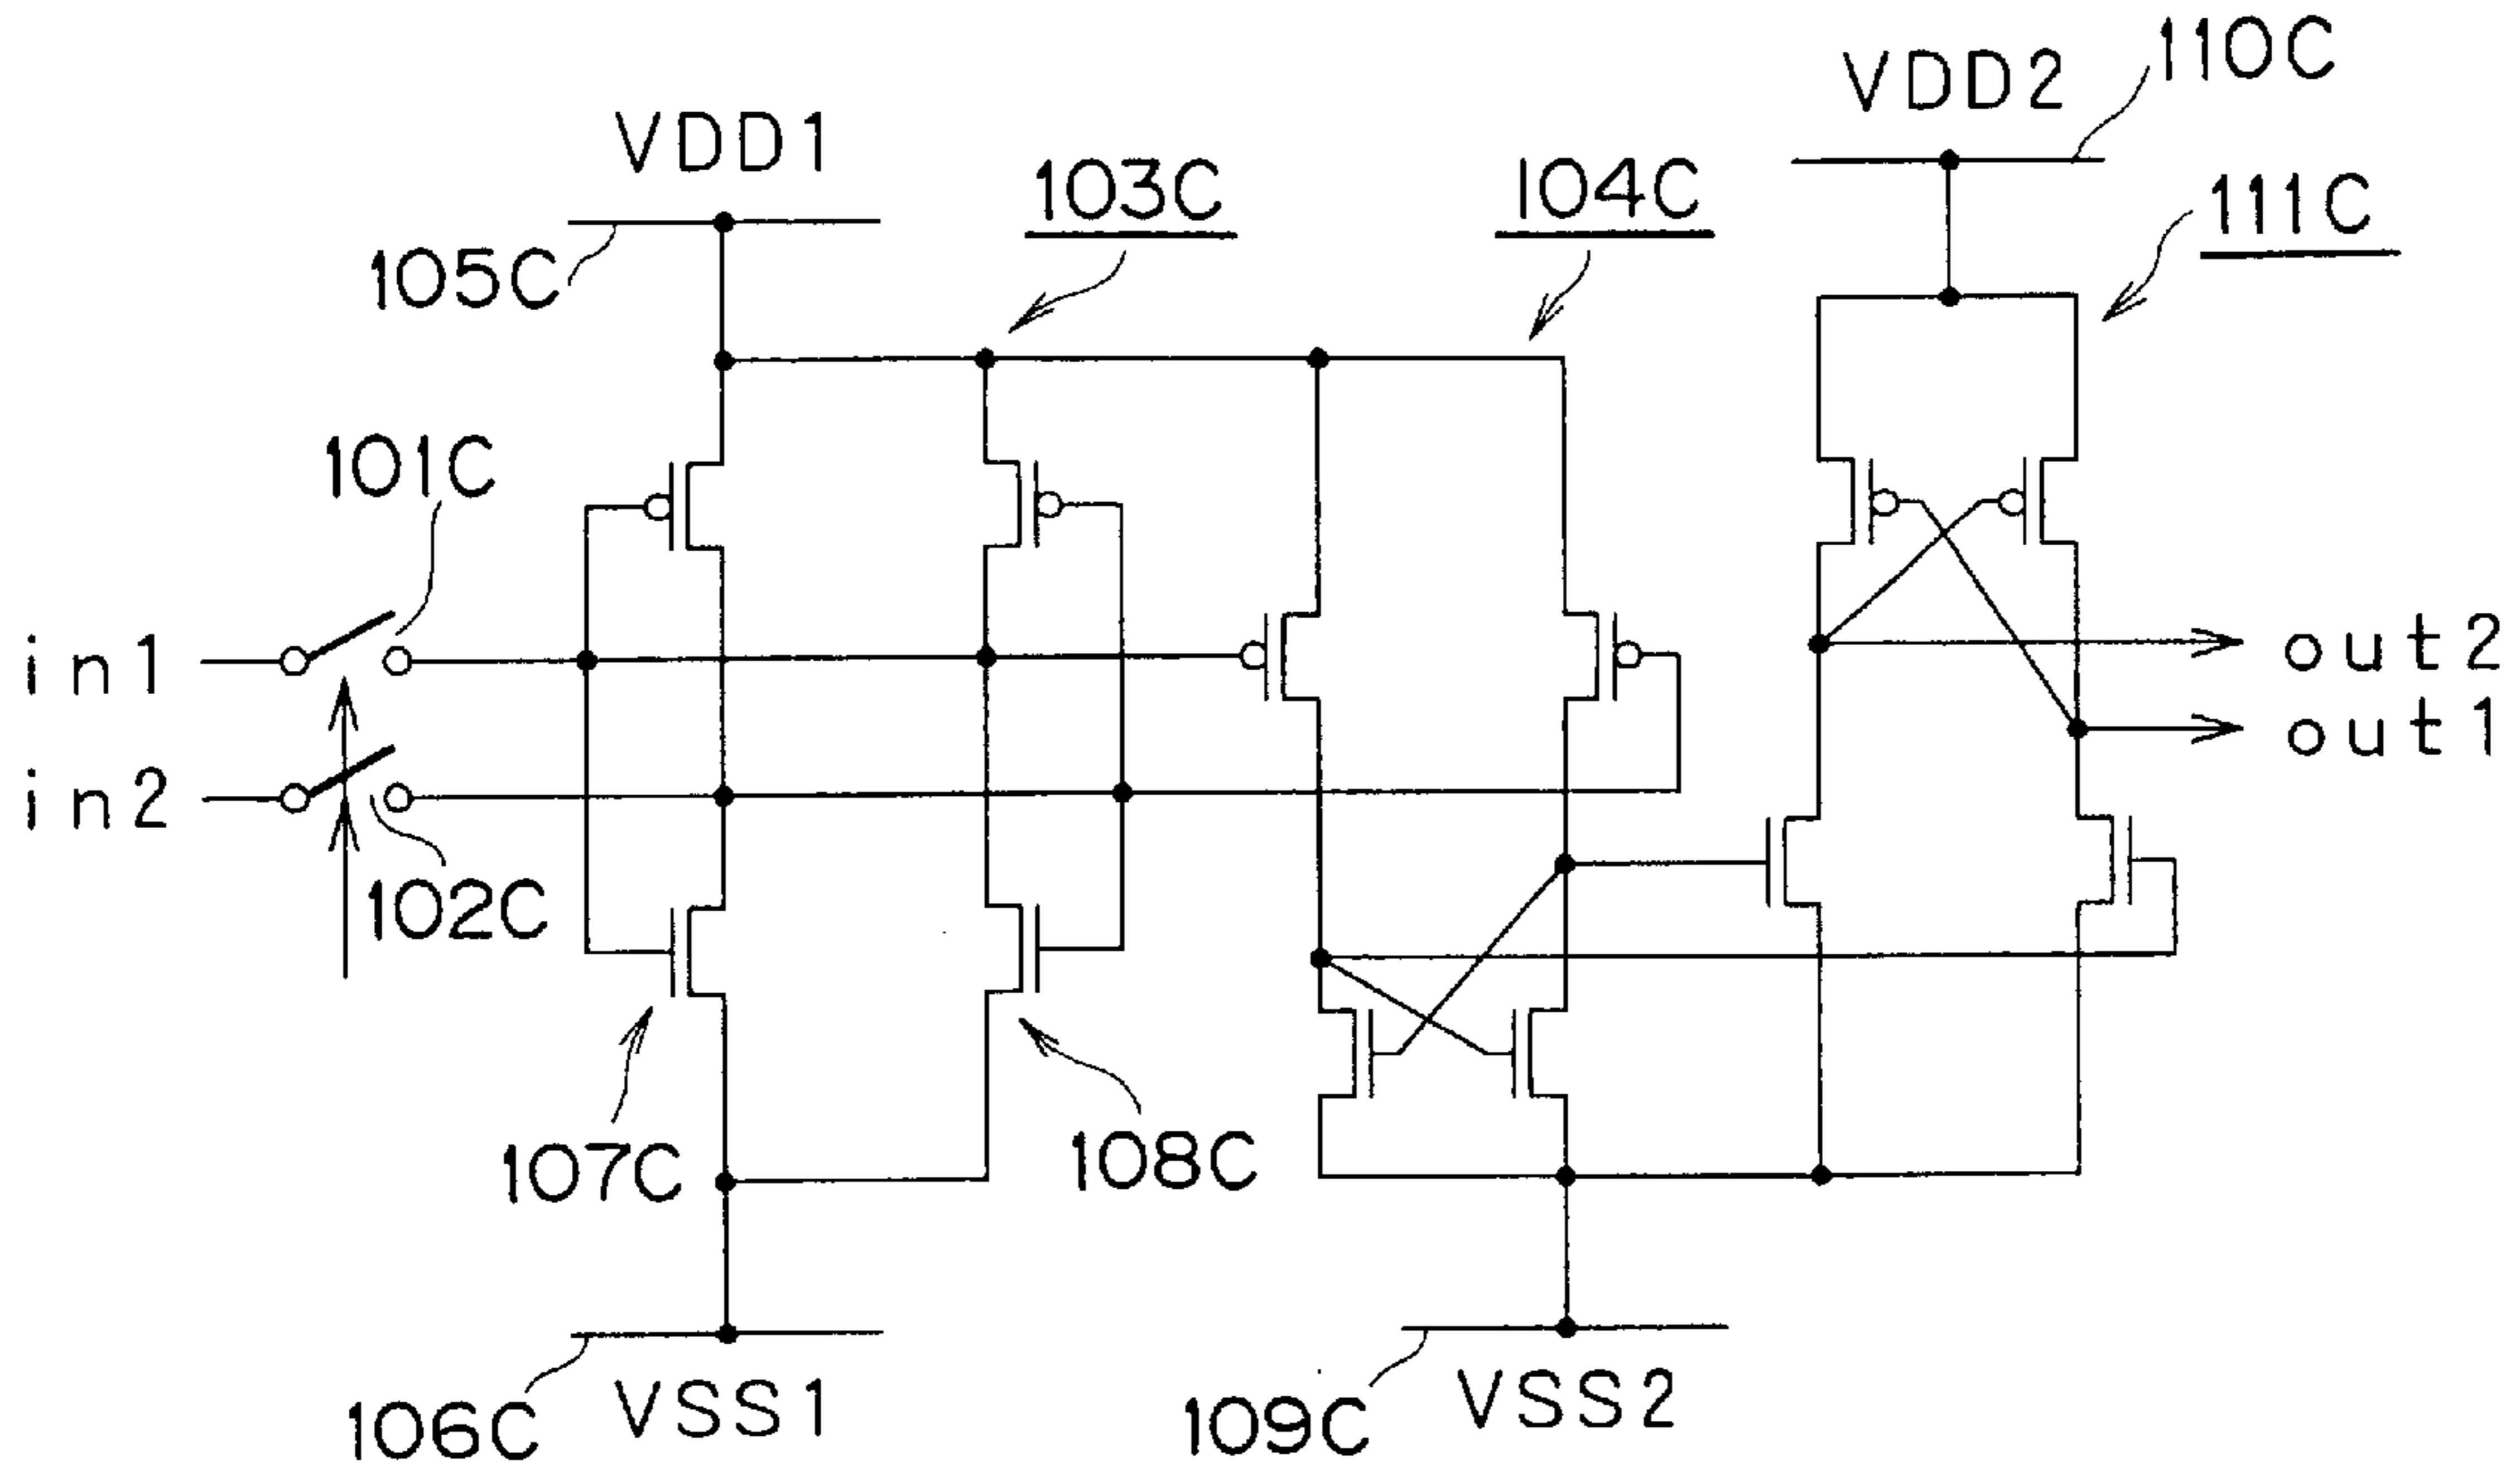 110C
VDD2
VDD1
103C
104C
111C
105C
101C
in1
out2
out1
in2
102C
107C
108C
106C
VSS1
109C
VSS2